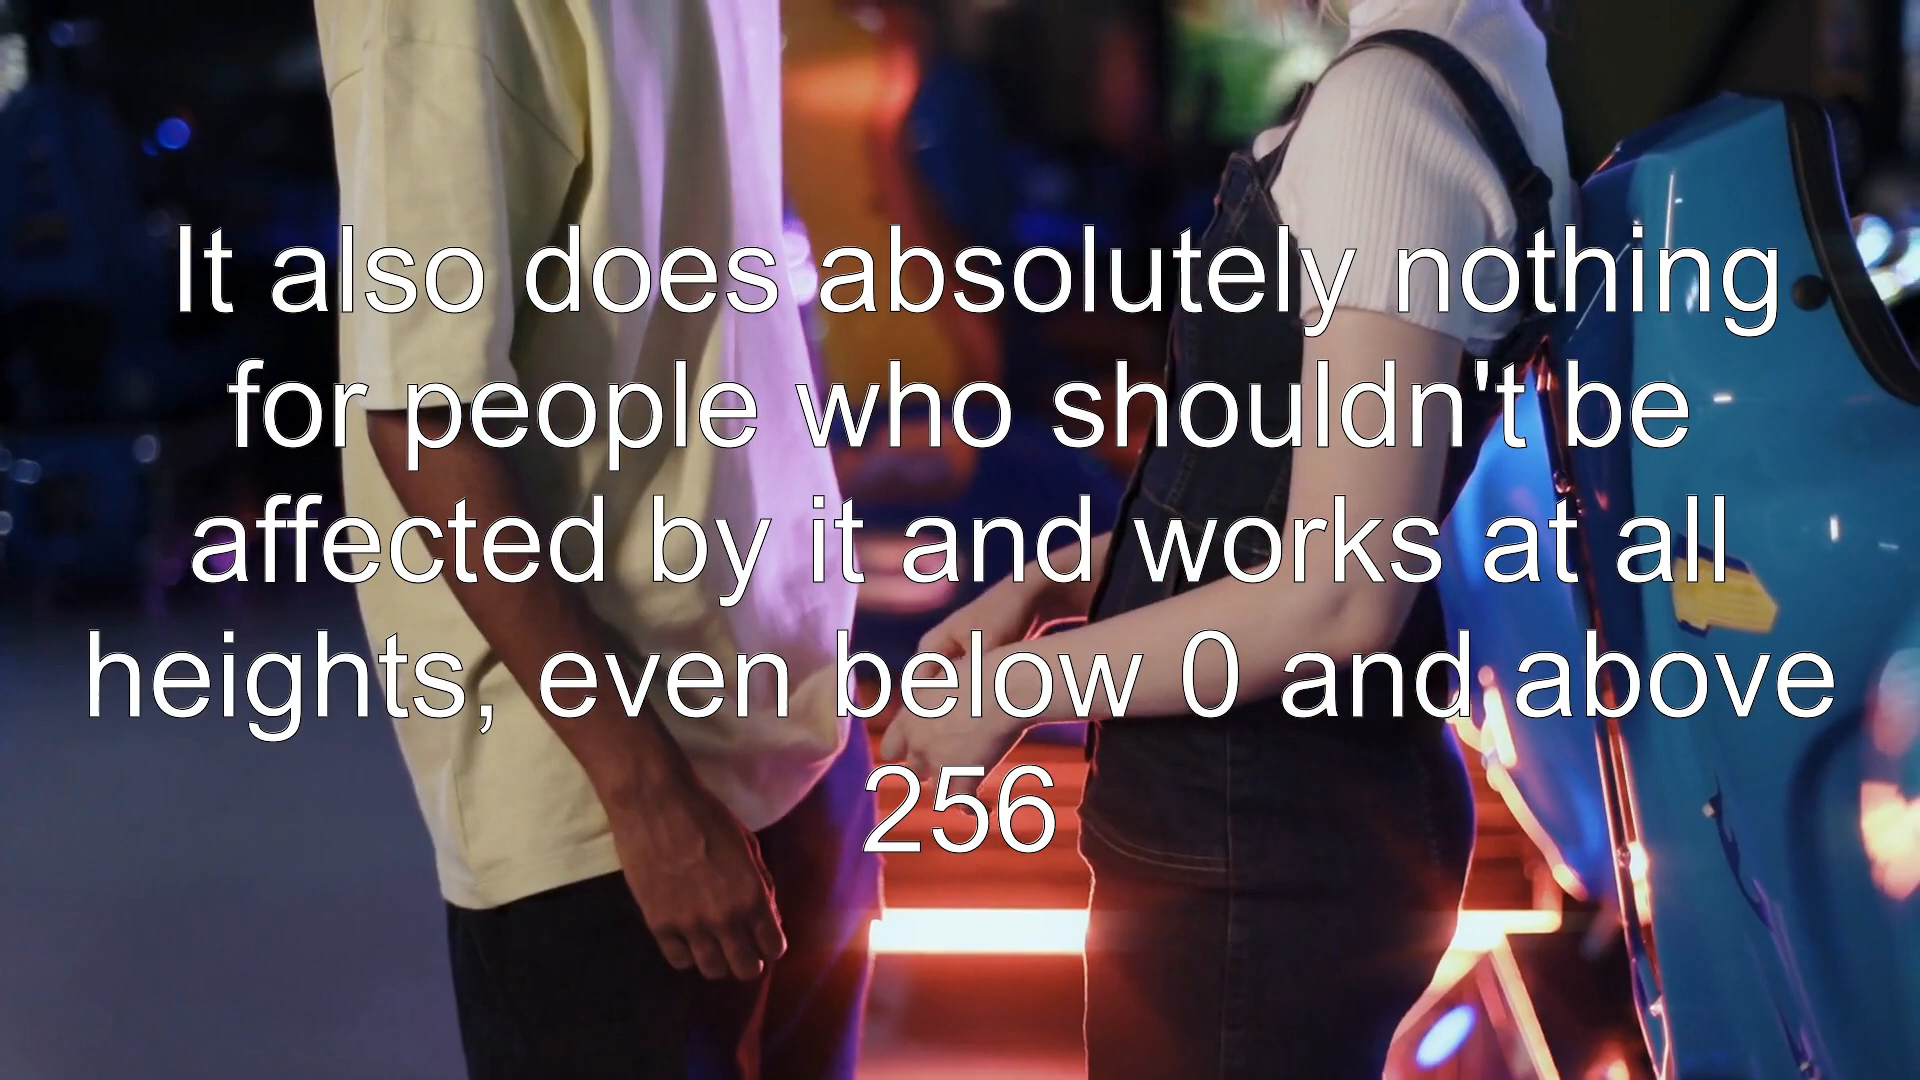 It also does absolutely nothing
for people who shouldn't be
affected by it and works at all
heights, even below 0 and above
256